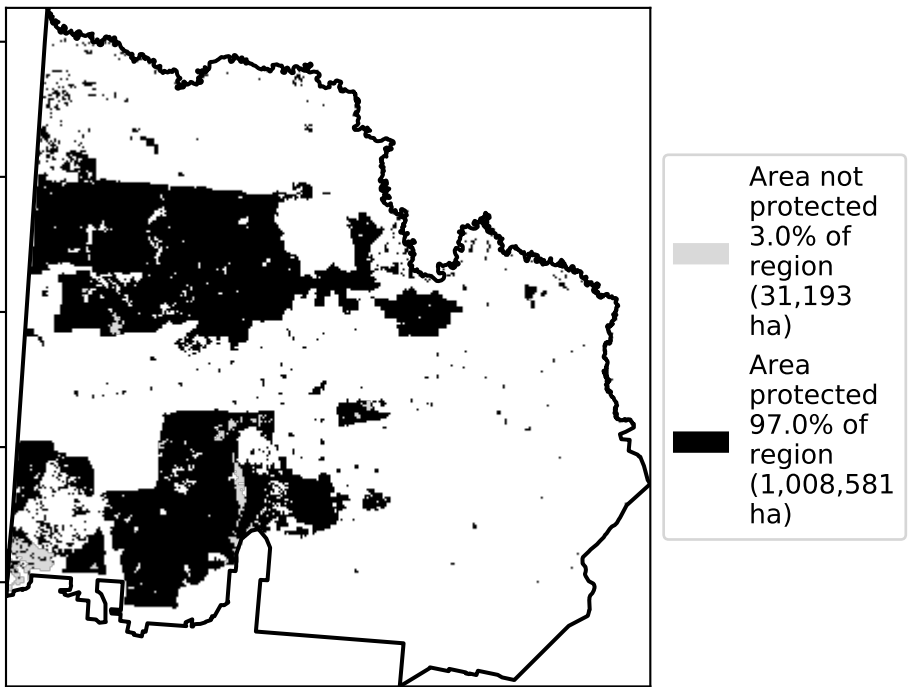 Area not
protected
3.0% of
region
(31,193
ha)
Area
protected
97.0% of
region
(1,008,581
ha)